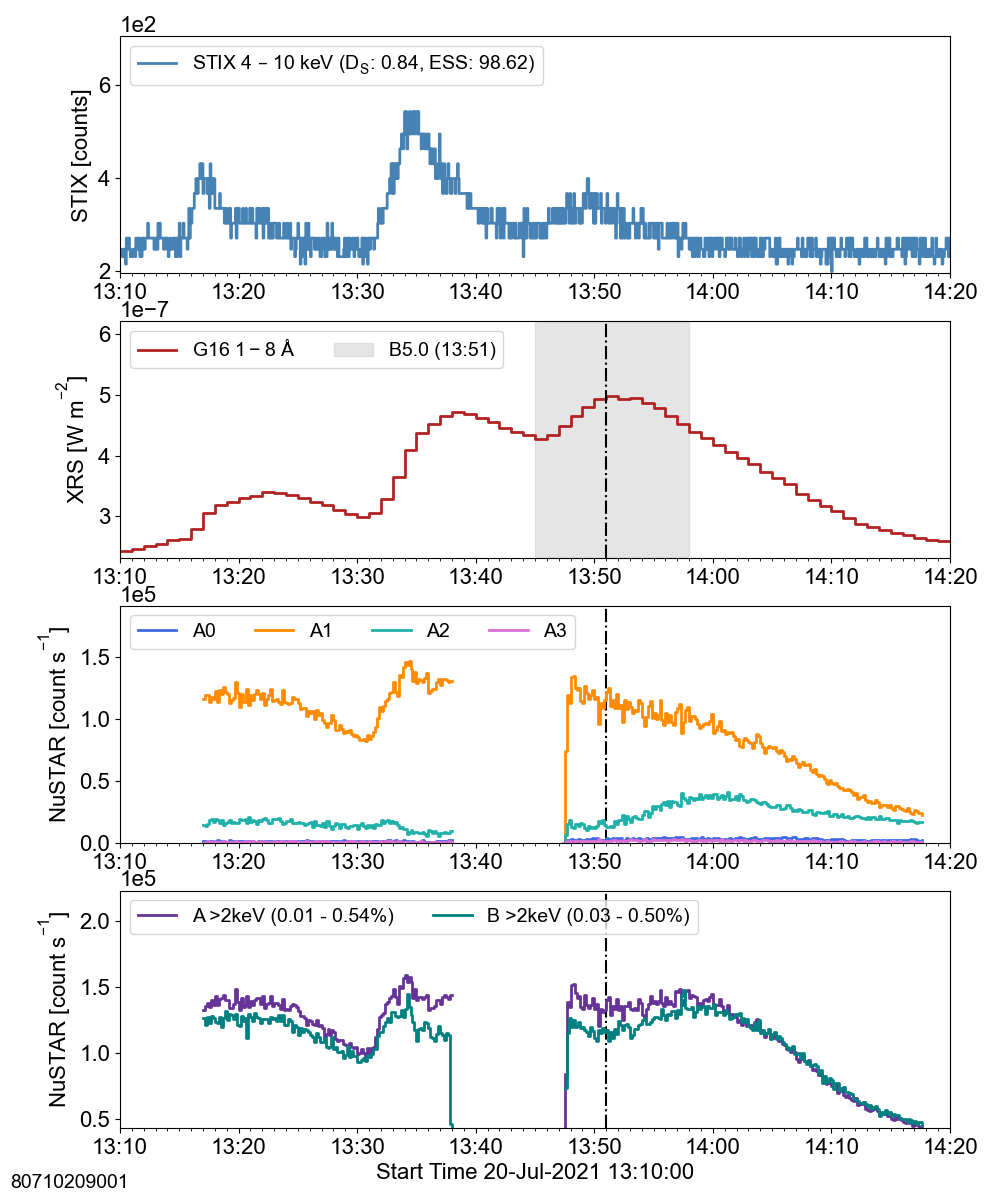 1e2
STIX 4 – 10 keV (DS: 0.84, ESS: 98.62)
STIX [counts]
6
4
2
13:10 13:20 13:30 13:40 13:50 14:00 14:10 14:20
1e−7
G16 1 – 8 Å B5.0 (13:51)
XRS [W m−2]
6
5
4
3
13:10 13:20 13:30 13:40 13:50 14:00 14:10 14:20
1e5
A0 A1 A2 A3
NuSTAR [count s−1]
1.5
1.0
0.5
0.0
13:10 13:20 13:30 13:40 13:50 14:00 14:10 14:20
1e5
A >2keV (0.01 - 0.54%) B >2keV (0.03 - 0.50%)
NuSTAR [count s−1]
2.0
1.5
1.0
0.5
13:10 13:20 13:30 13:40 13:50 14:00 14:10 14:20
Start Time 20-Jul-2021 13:10:00
80710209001